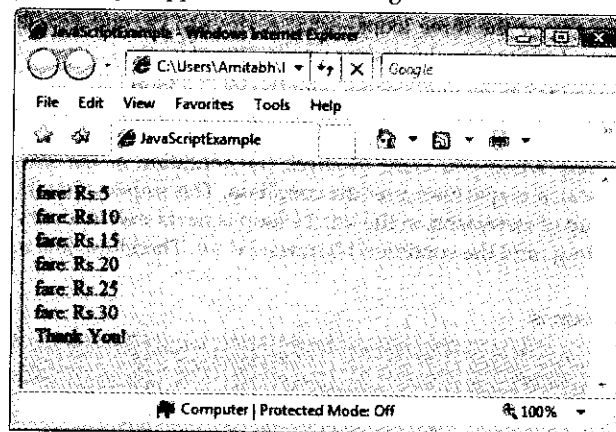 JavaScriptExample - Windows Internet Explorer
C:\Users\Amitabh\
Google
File Edit View Favorites Tools Help
JavaScriptExample
fare: Rs.5
fare: Rs.10
fare: Rs.15
fare: Rs.20
fare: Rs.25
fare: Rs.30
Thank You!
Computer | Protected Mode: Off
100%